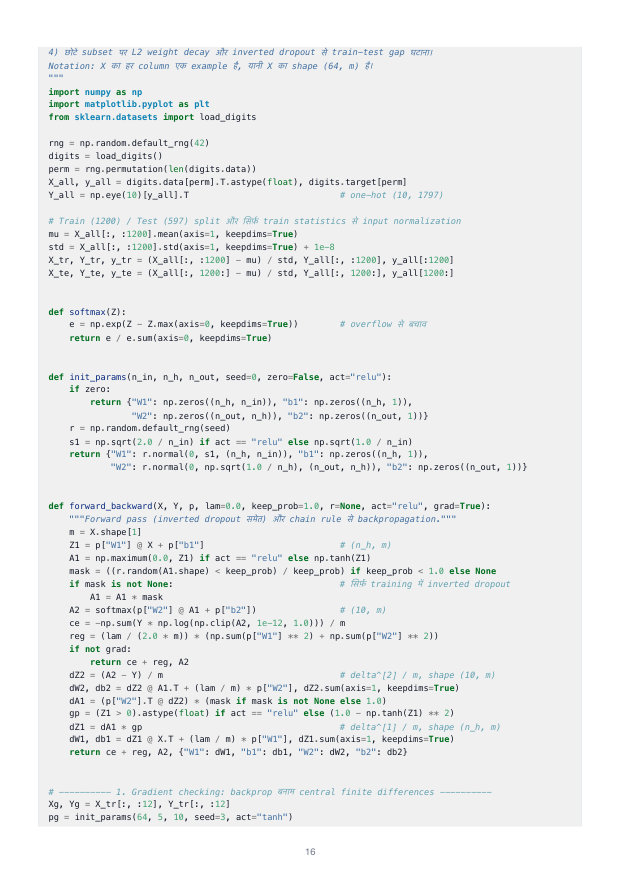 4) छोटे subset पर L2 weight decay और inverted dropout से train-test gap घटाना।
Notation: X का हर column एक example है, यानी X का shape (64, m) है।
"""
import numpy as np
import matplotlib.pyplot as plt
from sklearn.datasets import load_digits
rng = np.random.default_rng(42)
digits = load_digits()
perm = rng.permutation(len(digits.data))
X_all, y_all = digits.data[perm].T.astype(float), digits.target[perm]
Y_all = np.eye(10)[y_all].T # one-hot (10, 1797)
# Train (1200) / Test (597) split और सिर्फ़ train statistics से input normalization
mu = X_all[:, :1200].mean(axis=1, keepdims=True)
std = X_all[:, :1200].std(axis=1, keepdims=True) + 1e-8
X_tr, Y_tr, y_tr = (X_all[:, :1200] − mu) / std, Y_all[:, :1200], y_all[:1200]
X_te, Y_te, y_te = (X_all[:, 1200:] − mu) / std, Y_all[:, 1200:], y_all[1200:]
def softmax(Z):
    e = np.exp(Z − Z.max(axis=0, keepdims=True)) # overflow से बचाव
    return e / e.sum(axis=0, keepdims=True)
def init_params(n_in, n_h, n_out, seed=0, zero=False, act="relu"):
    if zero:
        return {"W1": np.zeros((n_h, n_in)), "b1": np.zeros((n_h, 1)),
                "W2": np.zeros((n_out, n_h)), "b2": np.zeros((n_out, 1))}
    r = np.random.default_rng(seed)
    s1 = np.sqrt(2.0 / n_in) if act == "relu" else np.sqrt(1.0 / n_in)
    return {"W1": r.normal(0, s1, (n_h, n_in)), "b1": np.zeros((n_h, 1)),
            "W2": r.normal(0, np.sqrt(1.0 / n_h), (n_out, n_h)), "b2": np.zeros((n_out, 1))}
def forward_backward(X, Y, p, lam=0.0, keep_prob=1.0, r=None, act="relu", grad=True):
    """Forward pass (inverted dropout समेत) और chain rule से backpropagation."""
    m = X.shape[1]
    Z1 = p["W1"] @ X + p["b1"] # (n_h, m)
    A1 = np.maximum(0.0, Z1) if act == "relu" else np.tanh(Z1)
    mask = ((r.random(A1.shape) < keep_prob) / keep_prob) if keep_prob < 1.0 else None
    if mask is not None: # सिर्फ़ training में inverted dropout
        A1 = A1 * mask
    A2 = softmax(p["W2"] @ A1 + p["b2"]) # (10, m)
    ce = −np.sum(Y * np.log(np.clip(A2, 1e-12, 1.0))) / m
    reg = (lam / (2.0 * m)) * (np.sum(p["W1"] ** 2) + np.sum(p["W2"] ** 2))
    if not grad:
        return ce + reg, A2
    dZ2 = (A2 − Y) / m # delta^[2] / m, shape (10, m)
    dW2, db2 = dZ2 @ A1.T + (lam / m) * p["W2"], dZ2.sum(axis=1, keepdims=True)
    dA1 = (p["W2"].T @ dZ2) * (mask if mask is not None else 1.0)
    gp = (Z1 > 0).astype(float) if act == "relu" else (1.0 − np.tanh(Z1) ** 2)
    dZ1 = dA1 * gp # delta^[1] / m, shape (n_h, m)
    dW1, db1 = dZ1 @ X.T + (lam / m) * p["W1"], dZ1.sum(axis=1, keepdims=True)
    return ce + reg, A2, {"W1": dW1, "b1": db1, "W2": dW2, "b2": db2}
# −−−−−−−−−− 1. Gradient checking: backprop बनाम central finite differences −−−−−−−−−−
Xg, Yg = X_tr[:, :12], Y_tr[:, :12]
pg = init_params(64, 5, 10, seed=3, act="tanh")
16